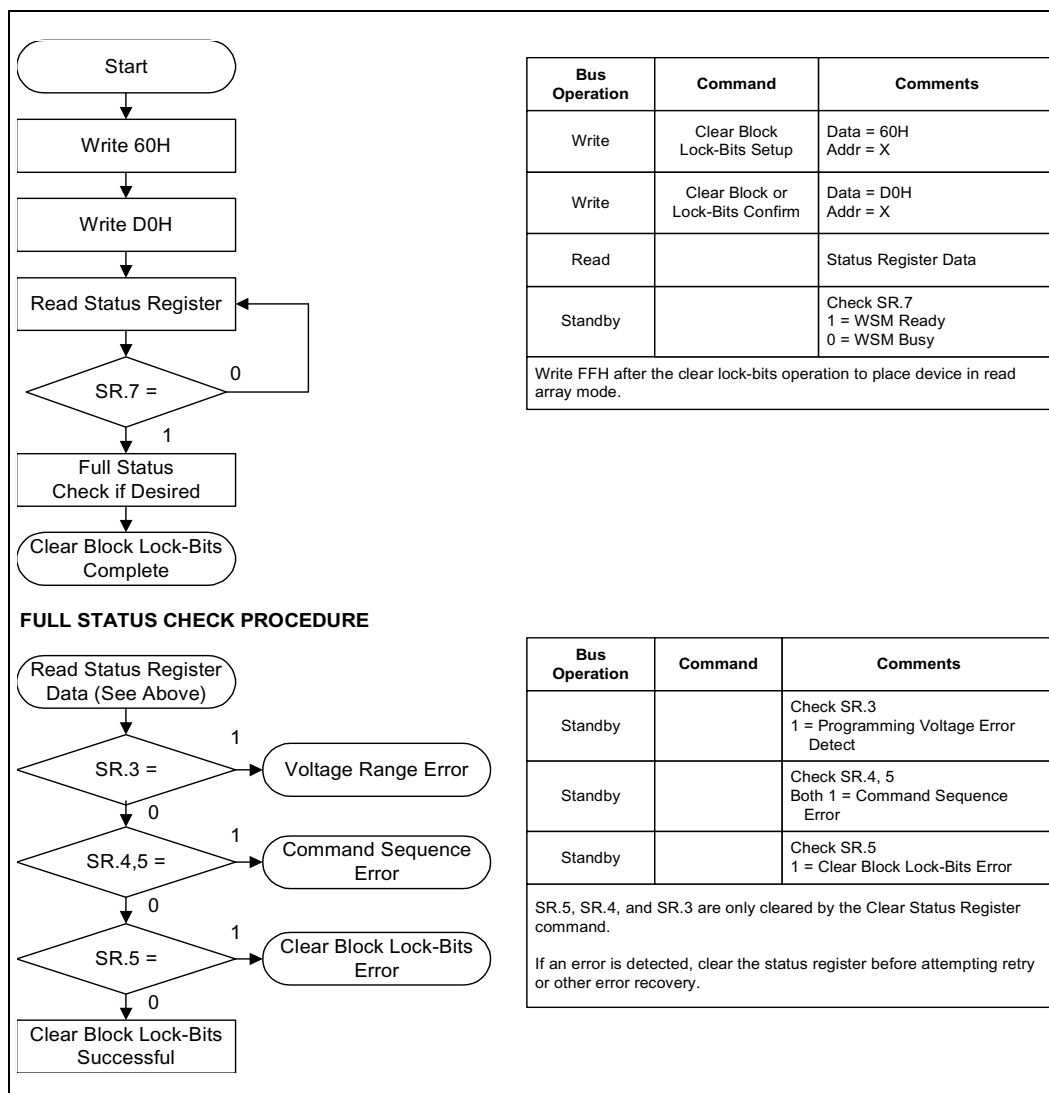 Start
Write 60H
Write D0H
Read Status Register
SR.7 =
0
1
Full Status
Check if Desired
Clear Block Lock-Bits
Complete
Bus
Operation
Command
Comments
Write
Clear Block
Lock-Bits Setup
Data = 60H
Addr = X
Write
Clear Block or
Lock-Bits Confirm
Data = D0H
Addr = X
Read
Status Register Data
Standby
Check SR.7
1 = WSM Ready
0 = WSM Busy
Write FFH after the clear lock-bits operation to place device in read
array mode.
FULL STATUS CHECK PROCEDURE
Read Status Register
Data (See Above)
SR.3 =
1
Voltage Range Error
0
SR.4,5 =
1
Command Sequence
Error
0
SR.5 =
1
Clear Block Lock-Bits
Error
0
Clear Block Lock-Bits
Successful
Bus
Operation
Command
Comments
Standby
Check SR.3
1 = Programming Voltage Error
Detect
Standby
Check SR.4, 5
Both 1 = Command Sequence
Error
Standby
Check SR.5
1 = Clear Block Lock-Bits Error
SR.5, SR.4, and SR.3 are only cleared by the Clear Status Register
command.
If an error is detected, clear the status register before attempting retry
or other error recovery.